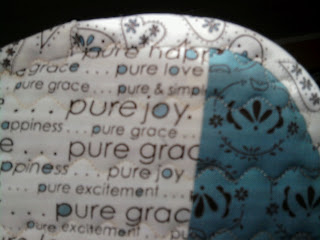 pure happ
grace . . . . pure love
pure grace . . . . pure & simple
. . . pure joy.
appiness . . . pure grace . . .
re . . . pure grac
ppiness . . . . pure joy
. . . . pure excitement . . . .
. . . pure grac
pure excitement . . .